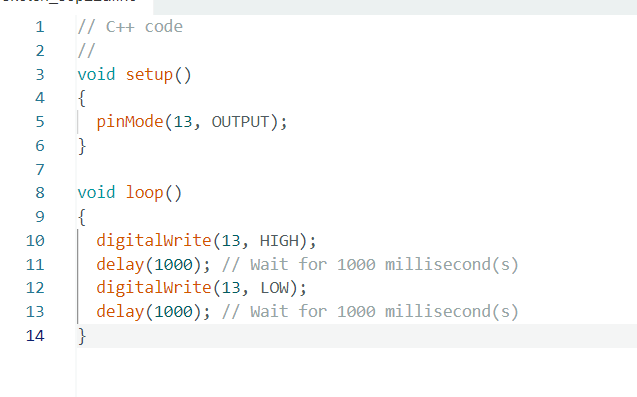 1 // C++ code
2 //
3 void setup()
4 {
5 pinMode(13, OUTPUT);
6 }
7
8 void loop()
9 {
10 digitalWrite(13, HIGH);
11 delay(1000); // Wait for 1000 millisecond(s)
12 digitalWrite(13, LOW);
13 delay(1000); // Wait for 1000 millisecond(s)
14 }